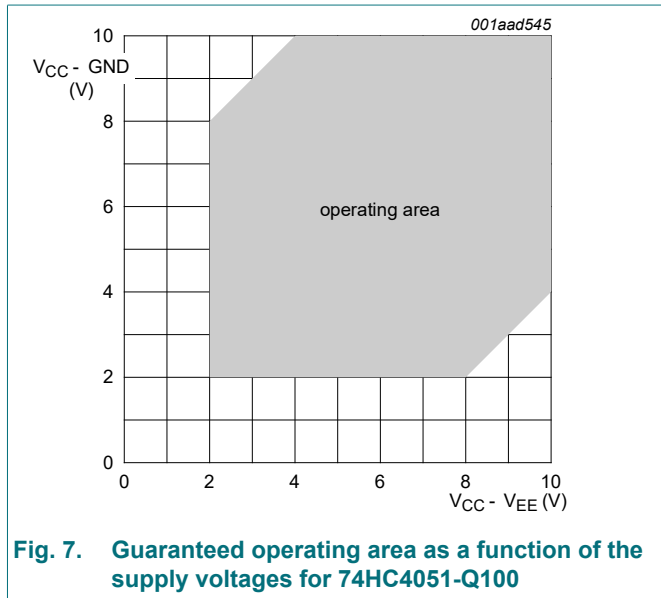 001aad545
10
VCC - GND
(V)
8
6
operating area
4
2
0
0 2 4 6 8 10
VCC - VEE (V)
Fig. 7. Guaranteed operating area as a function of the
supply voltages for 74HC4051-Q100